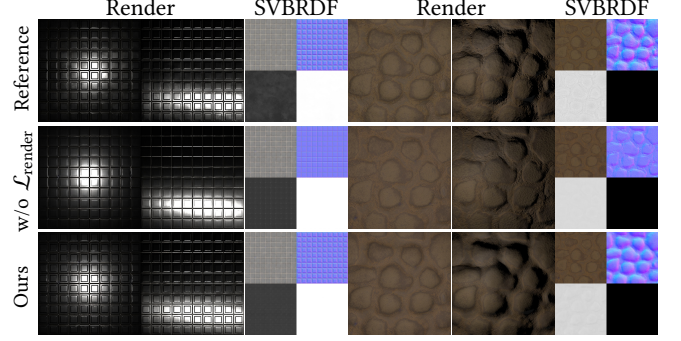 Render SVBRDF Render SVBRDF
Reference
w/o ℒrender
Ours